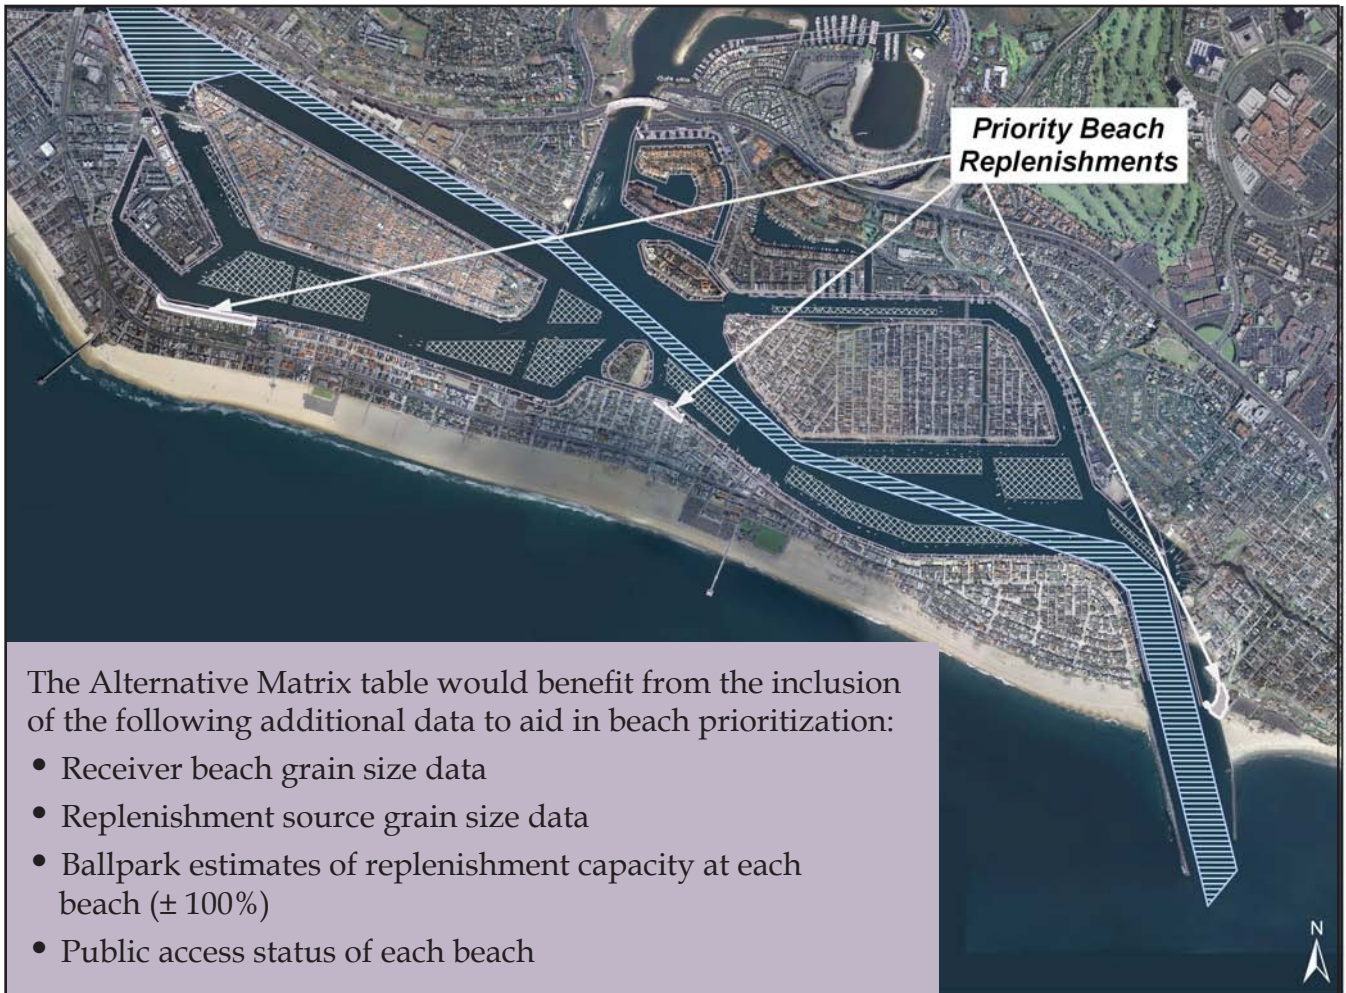 Priority Beach
Replenishments
The Alternative Matrix table would benefit from the inclusion
of the following additional data to aid in beach prioritization:
• Receiver beach grain size data
• Replenishment source grain size data
• Ballpark estimates of replenishment capacity at each
beach (± 100%)
• Public access status of each beach
N